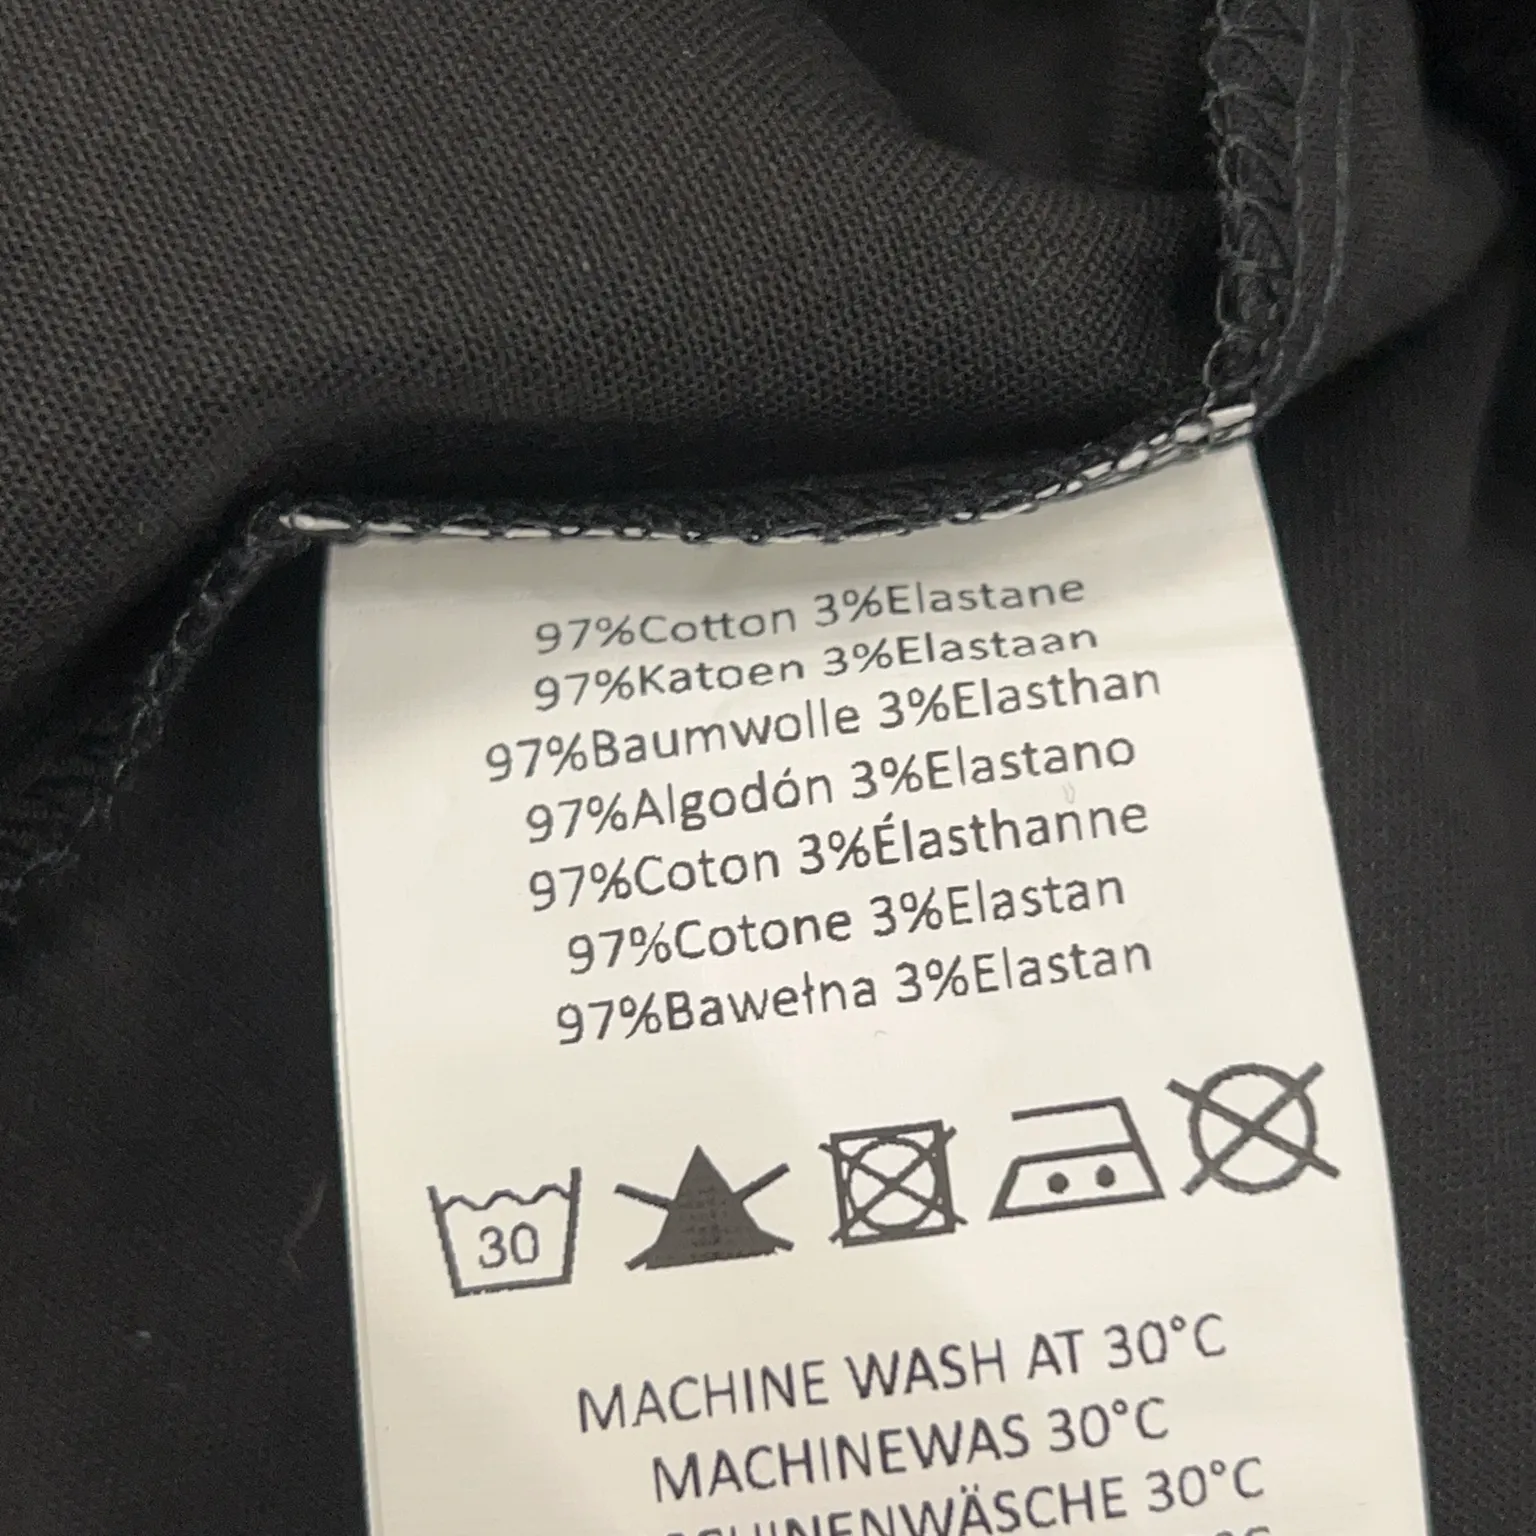 97%Cotton 3%Elastane
97%Katoen 3%Elastaan
97%Baumwolle 3%Elasthan
97%Algodón 3%Elastano
97%Coton 3%Élasthanne
97%Cotone 3%Elastan
97%Bawełna 3%Elastan
30
MACHINE WASH AT 30°C
MACHINEWAS 30°C
30°C